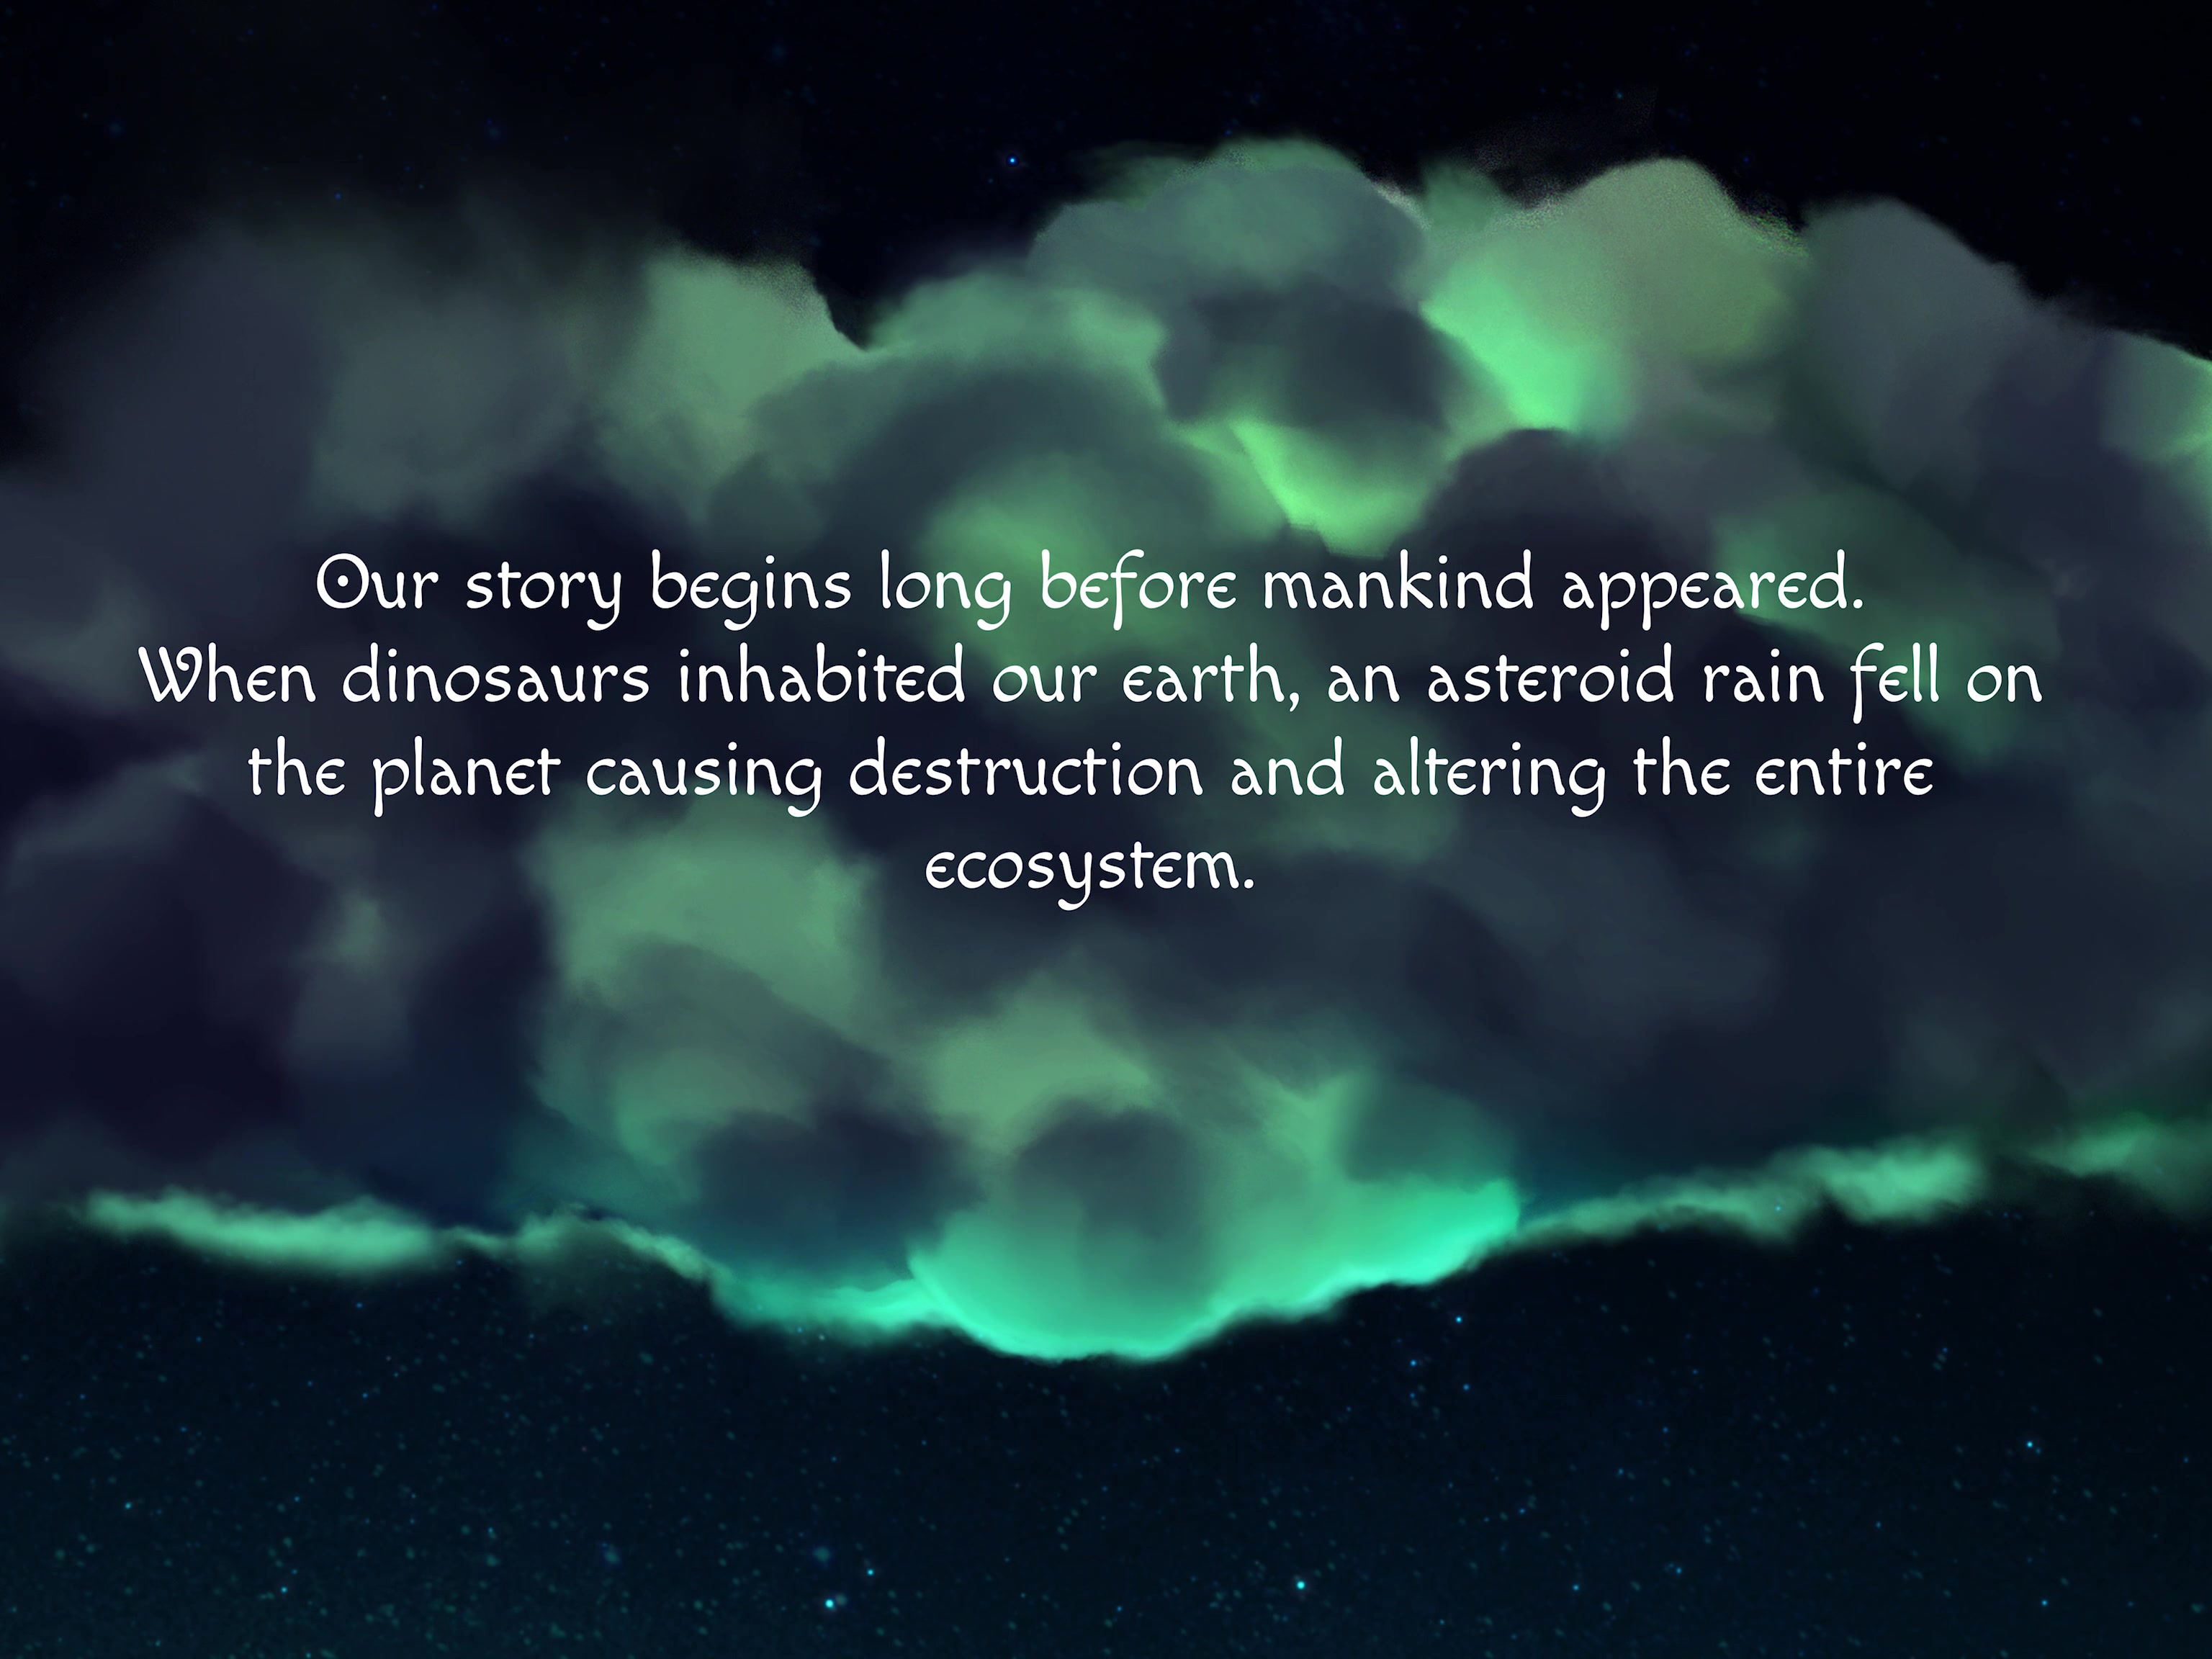 Our story begins long before mankind appeared.
When dinosaurs inhabited our earth, an asteroid rain fell on
the planet causing destruction and altering the entire
ecosystem.